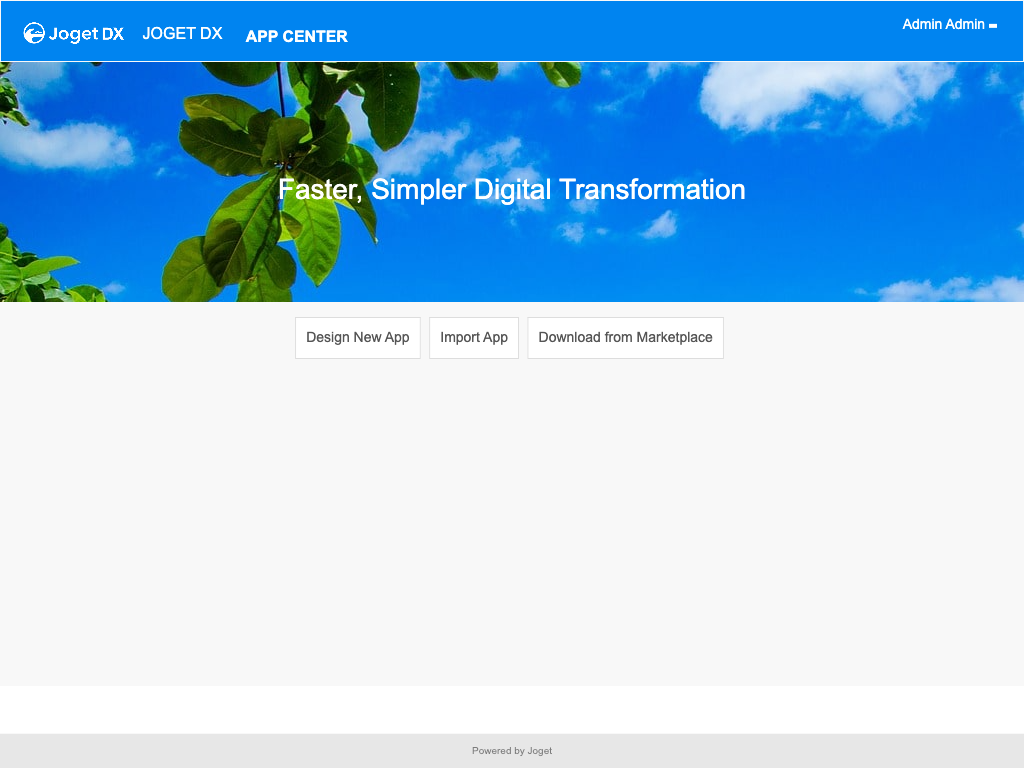 Joget DX JOGET DX APP CENTER Admin Admin
Faster, Simpler Digital Transformation
Design New App Import App Download from Marketplace
Powered by Joget